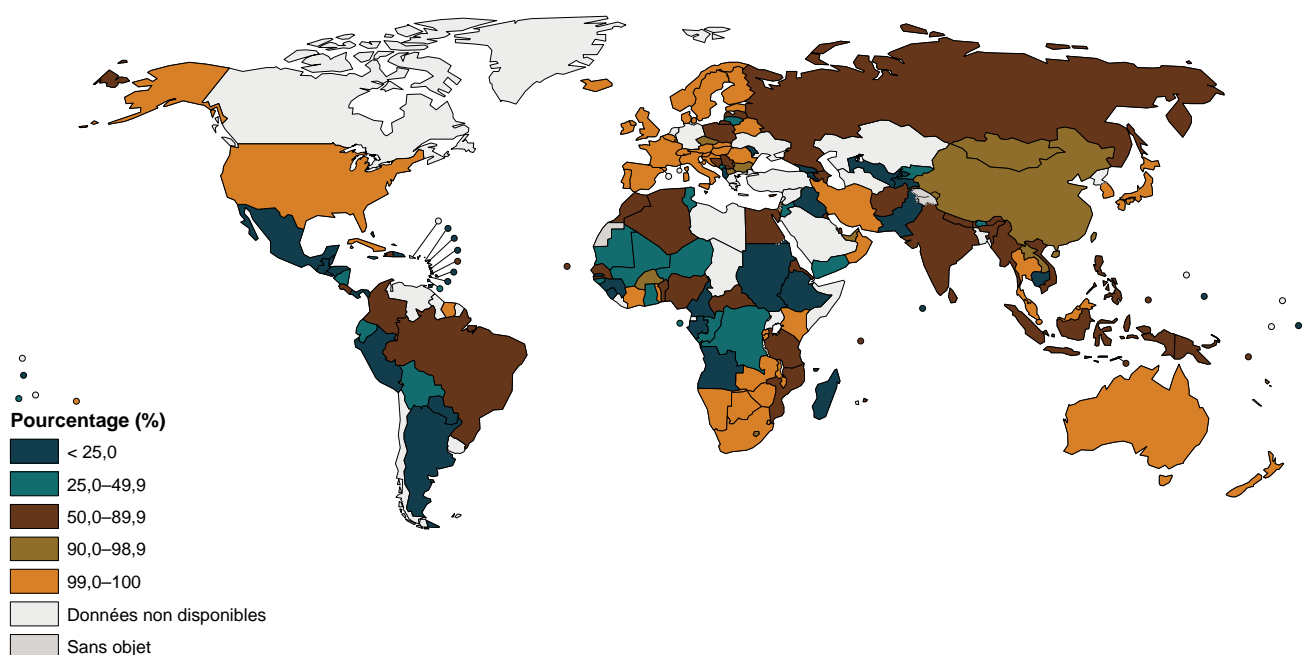 Pourcentage (%)
< 25,0
25,0–49,9
50,0–89,9
90,0–98,9
99,0–100
Données non disponibles
Sans objet